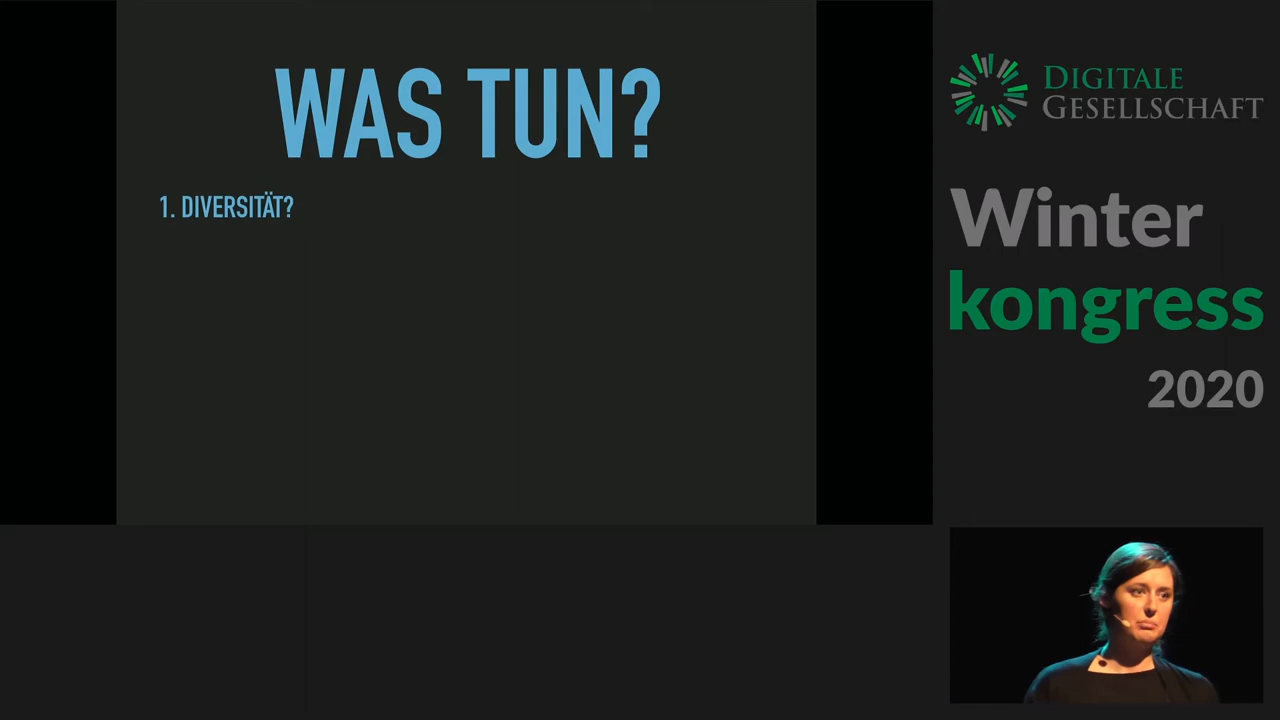 WAS TUN?
1. DIVERSITÄT?
DIGITALE
GESELLSCHAFT
Winter
kongress
2020